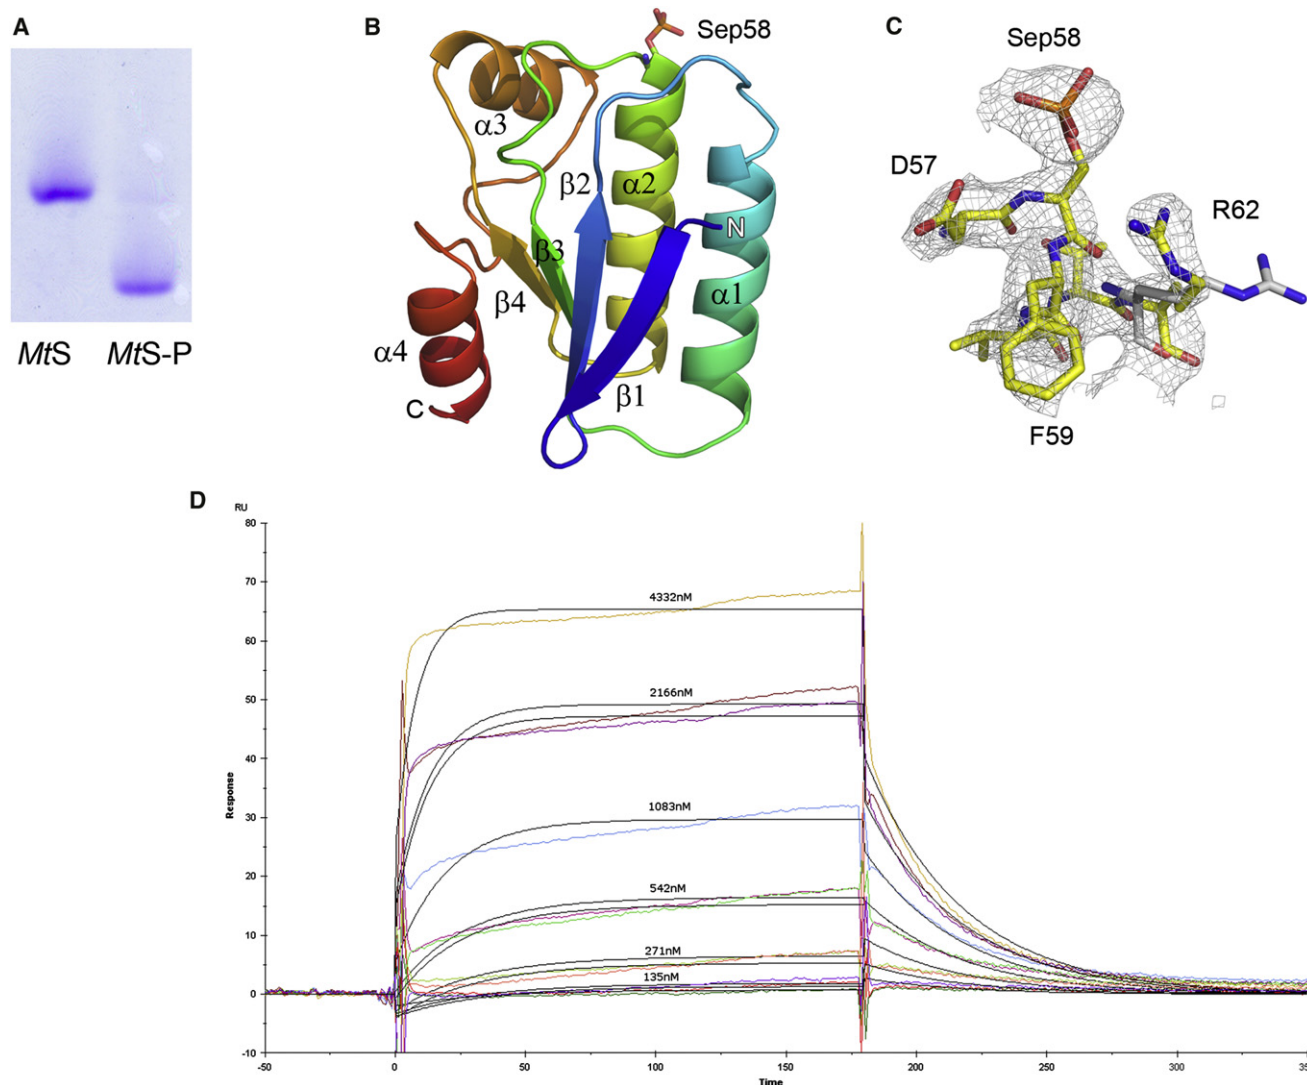 A
MtS MtS-P
B
Sep58
α3
β2
α2
N
β3
α1
β4
α4
β1
C
C
Sep58
D57
R62
F59
D
RU
80
70
60
50
40
30
20
10
0
-10
Response
4332nM
2166nM
1083nM
542nM
271nM
135nM
-50 0 50 100 150 200 250 300 35
Time